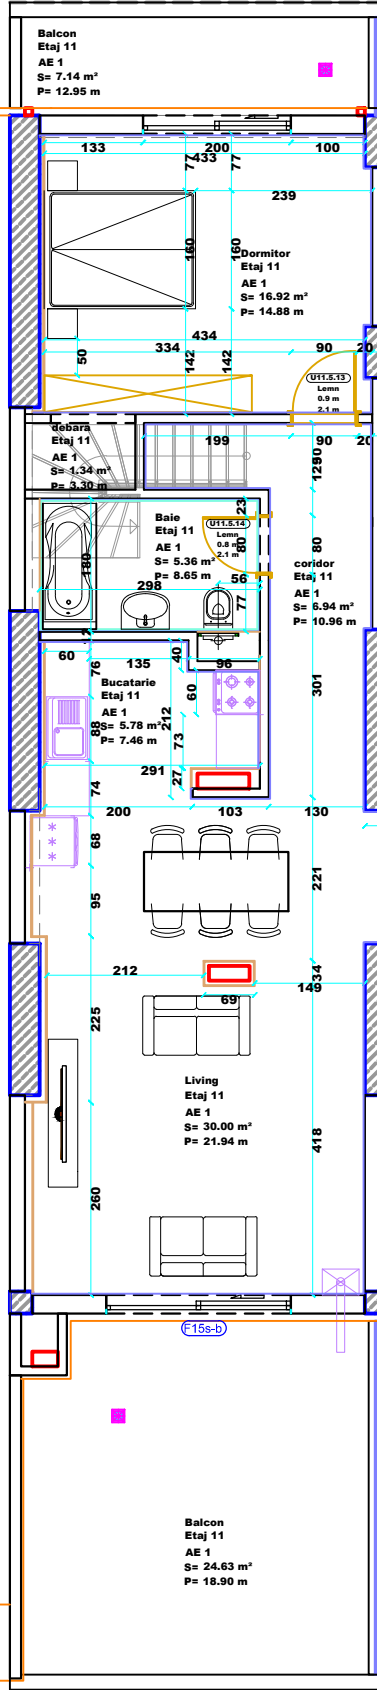 Balcon
Etaj 11
AE 1
S= 7.14 m²
P= 12.95 m
133
200
100
433
77
77
239
160
160
Dormitor
Etaj 11
AE 1
S= 16.92 m²
P= 14.88 m
434
334
90
20
50
142
142
U11.5.13
Lemn
0.9 m
2.1 m
debara
Etaj 11
AE 1
S= 1.34 m²
P= 3.30 m
199
90
20
90
129
Baie
Etaj 11
AE 1
S= 5.36 m²
P= 8.65 m
23
U11.5.14
Lemn
0.8 m
2.1 m
80
80
180
298
56
77
coridor
Etaj 11
AE 1
S= 6.94 m²
P= 10.96 m
12
60
76
135
40
96
301
Bucatarie
Etaj 11
AE 1
S= 5.78 m²
P= 7.46 m
60
212
88
73
291
27
74
200
103
130
68
221
95
212
34
149
69
225
Living
Etaj 11
AE 1
S= 30.00 m²
P= 21.94 m
418
260
F15s-b
Balcon
Etaj 11
AE 1
S= 24.63 m²
P= 18.90 m